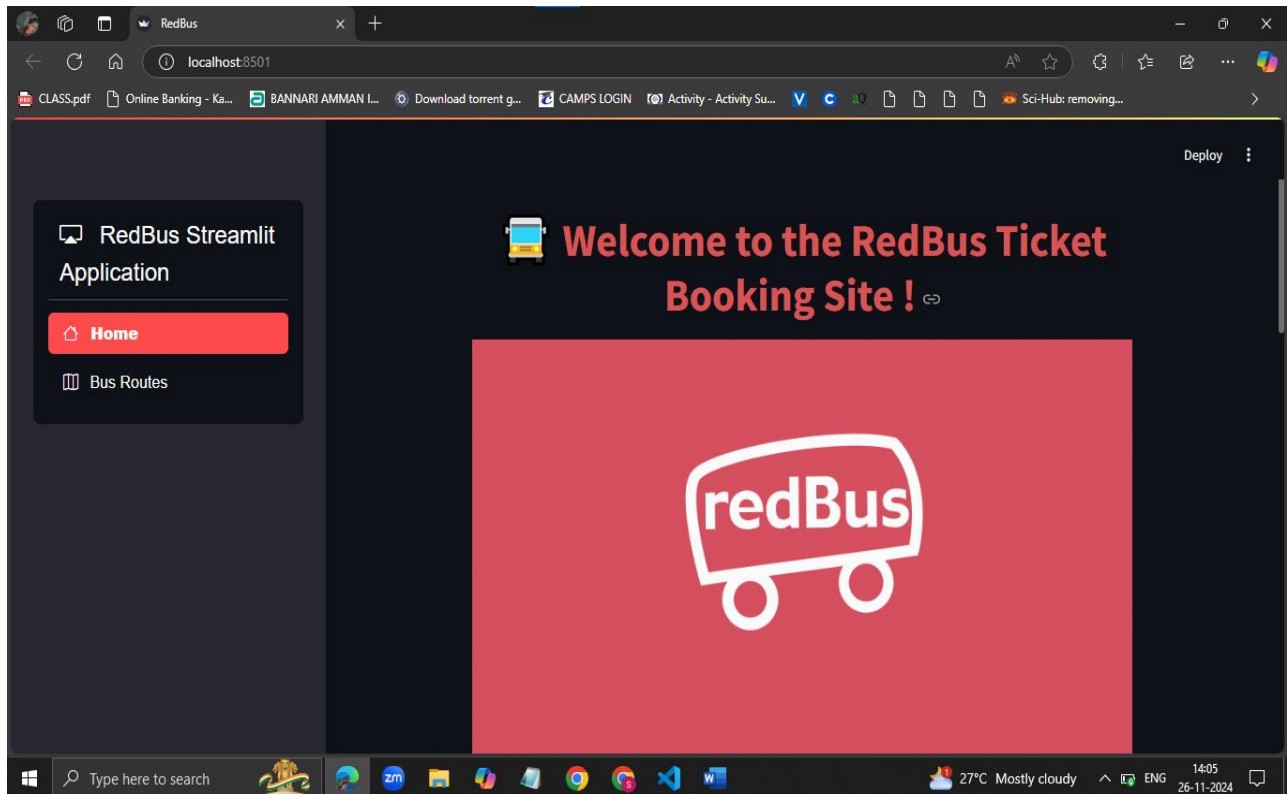 RedBus
localhost:8501
CLASS.pdf
Online Banking - Ka...
BANNARI AMMAN I...
Download torrent g...
CAMPS LOGIN
Activity - Activity Su...
Sci-Hub: removing...
Deploy
RedBus Streamlit
Application
Home
Bus Routes
Welcome to the RedBus Ticket
Booking Site !
redBus
Type here to search
zm
27°C Mostly cloudy
ENG
14:05
26-11-2024